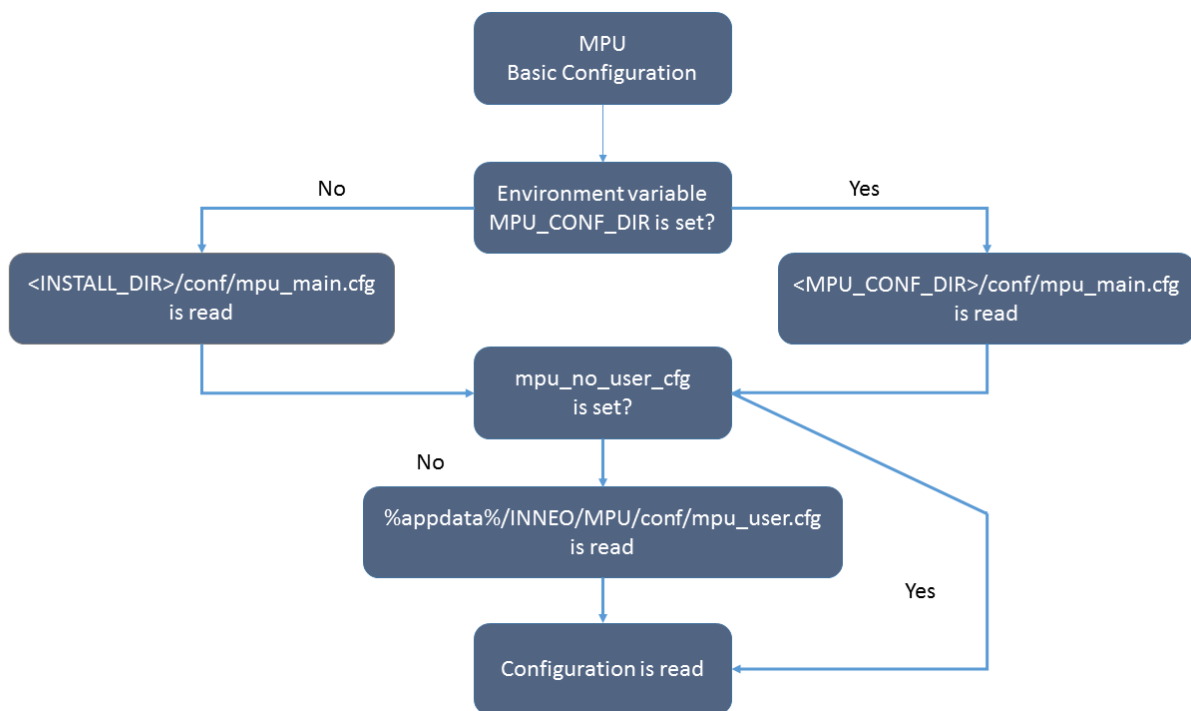 MPU
Basic Configuration
No
Yes
Environment variable
MPU_CONF_DIR is set?
<INSTALL_DIR>/conf/mpu_main.cfg
is read
<MPU_CONF_DIR>/conf/mpu_main.cfg
is read
mpu_no_user_cfg
is set?
No
%appdata%/INNEO/MPU/conf/mpu_user.cfg
is read
Yes
Configuration is read